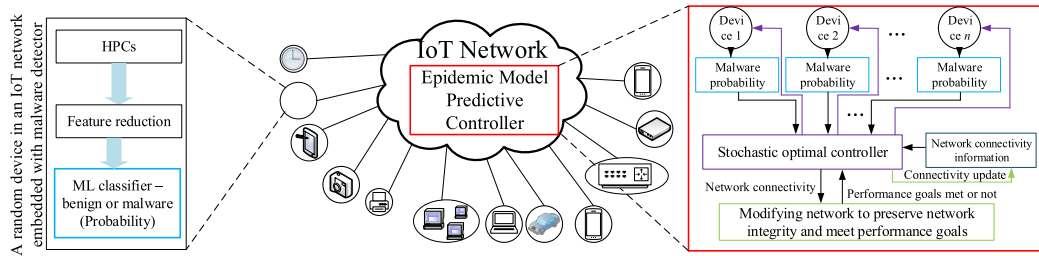 A random device in an IoT network
embedded with malware detector
HPCs
Feature reduction
ML classifier –
benign or malware
(Probability)
IoT Network
Epidemic Model
Predictive
Controller
Devi
ce 1
Devi
ce 2
...
Devi
ce n
Malware
probability
Malware
probability
...
Malware
probability
...
Stochastic optimal controller
Network connectivity
information
Connectivity update
Network connectivity
Performance goals met or not
Modifying network to preserve network
integrity and meet performance goals